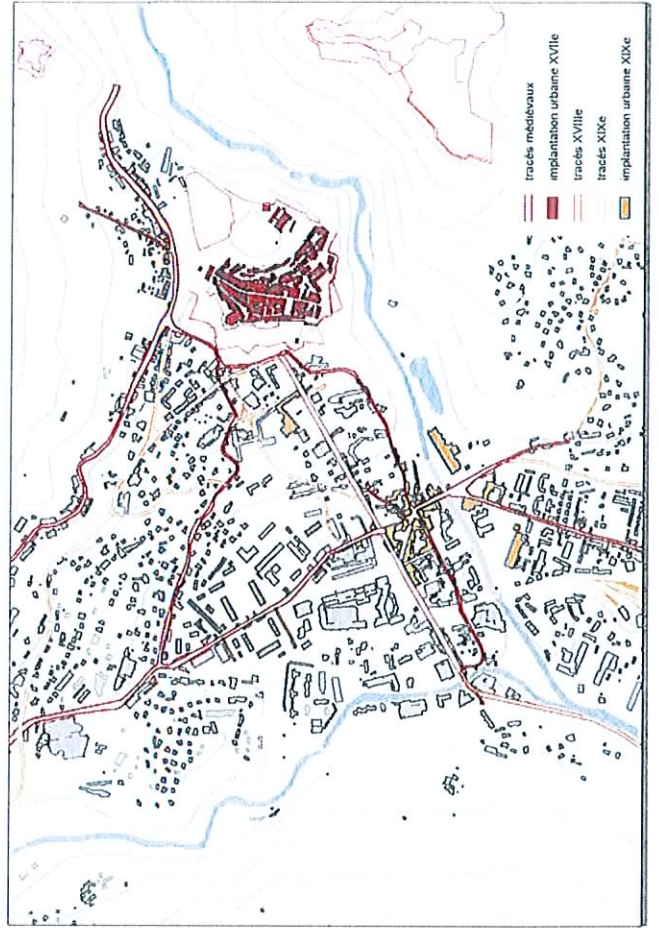 tracés médiévaux
implantation urbaine XVIIe
tracés XVIIIe
tracés XIXe
implantation urbaine XIXe